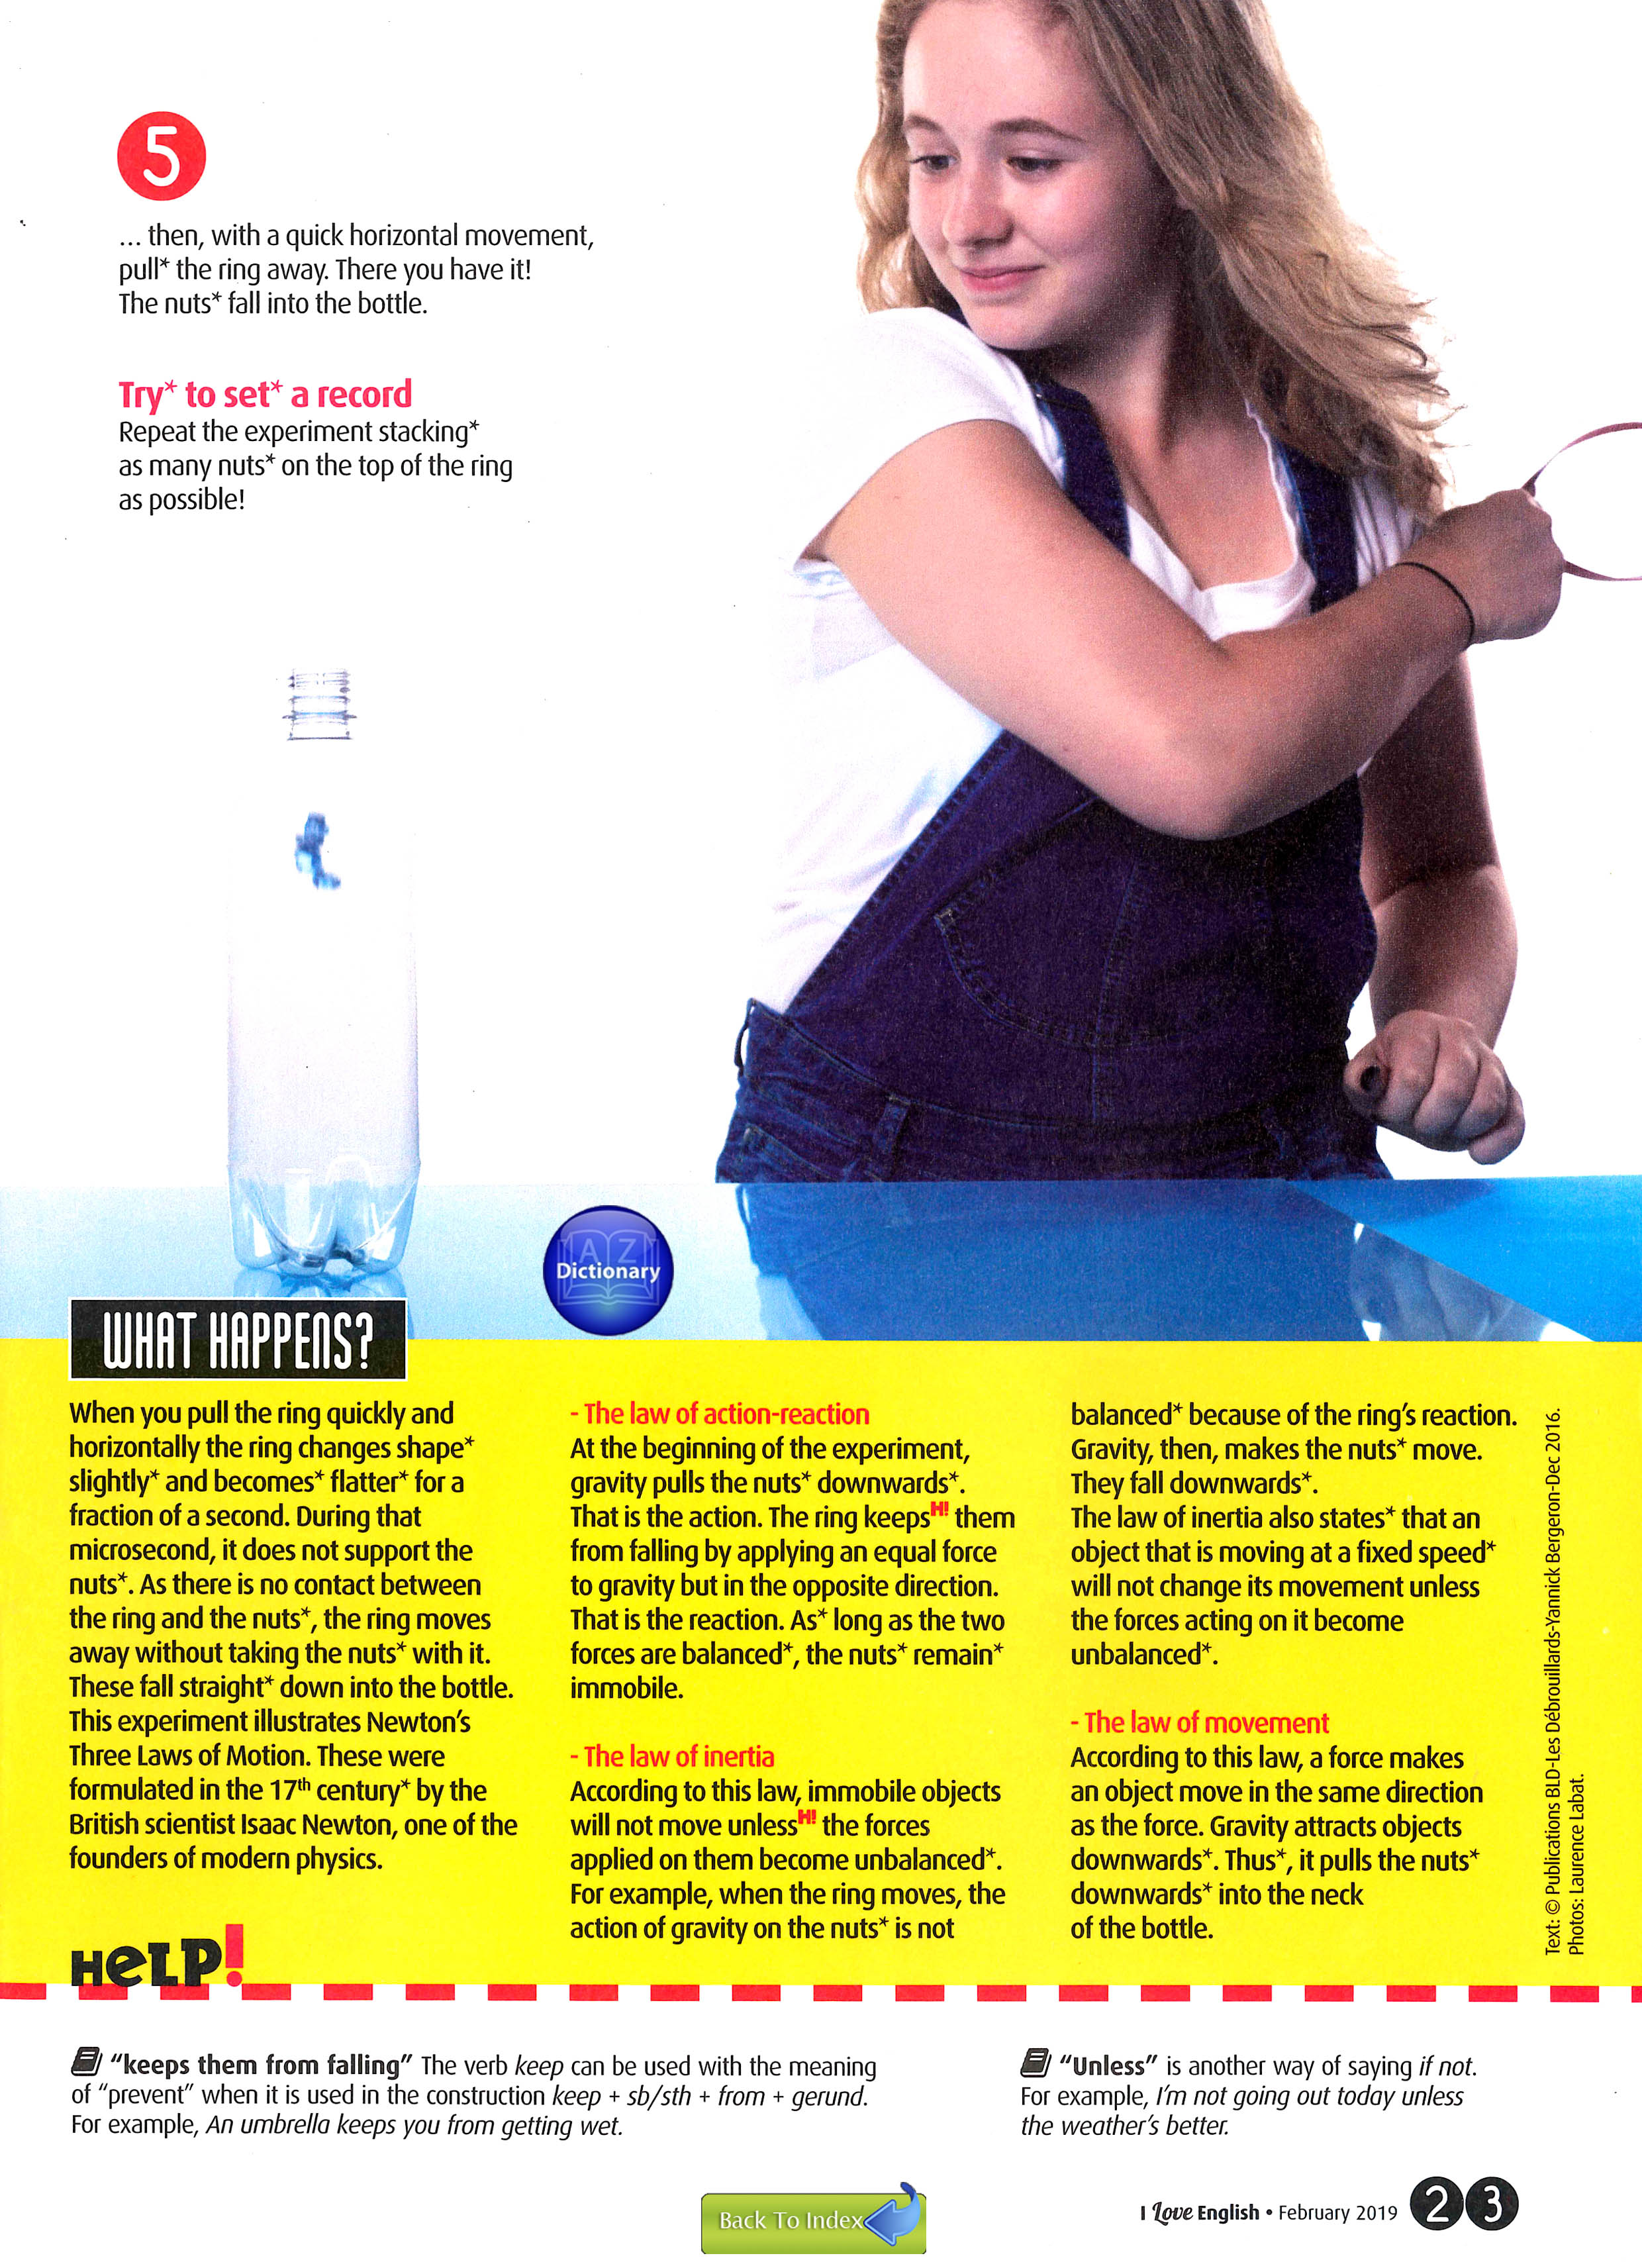 5
... then, with a quick horizontal movement,
pull* the ring away. There you have it!
The nuts* fall into the bottle.
Try* to set* a record
Repeat the experiment stacking*
as many nuts* on the top of the ring
as possible!
A Z
Dictionary
WHAT HAPPENS?
When you pull the ring quickly and
horizontally the ring changes shape*
slightly* and becomes* flatter* for a
fraction of a second. During that
microsecond, it does not support the
nuts*. As there is no contact between
the ring and the nuts*, the ring moves
away without taking the nuts* with it.
These fall straight* down into the bottle.
This experiment illustrates Newton's
Three Laws of Motion. These were
formulated in the 17th century* by the
British scientist Isaac Newton, one of the
founders of modern physics.
- The law of action-reaction
At the beginning of the experiment,
gravity pulls the nuts* downwards*.
That is the action. The ring keeps H! them
from falling by applying an equal force
to gravity but in the opposite direction.
That is the reaction. As* long as the two
forces are balanced*, the nuts* remain*
immobile.
- The law of inertia
According to this law, immobile objects
will not move unless H! the forces
applied on them become unbalanced*.
For example, when the ring moves, the
action of gravity on the nuts* is not
balanced* because of the ring's reaction.
Gravity, then, makes the nuts* move.
They fall downwards*.
The law of inertia also states* that an
object that is moving at a fixed speed*
will not change its movement unless
the forces acting on it become
unbalanced*.
- The law of movement
According to this law, a force makes
an object move in the same direction
as the force. Gravity attracts objects
downwards*. Thus*, it pulls the nuts*
downwards* into the neck
of the bottle.
Text: © Publications BLD-Les Débrouillards-Yannick Bergeron-Dec 2016.
Photos: Laurence Labat.
HeLP!
"keeps them from falling" The verb keep can be used with the meaning
of "prevent" when it is used in the construction keep + sb/sth + from + gerund.
For example, An umbrella keeps you from getting wet.
"Unless" is another way of saying if not.
For example, I'm not going out today unless
the weather's better.
Back To Index
I Love English • February 2019 23